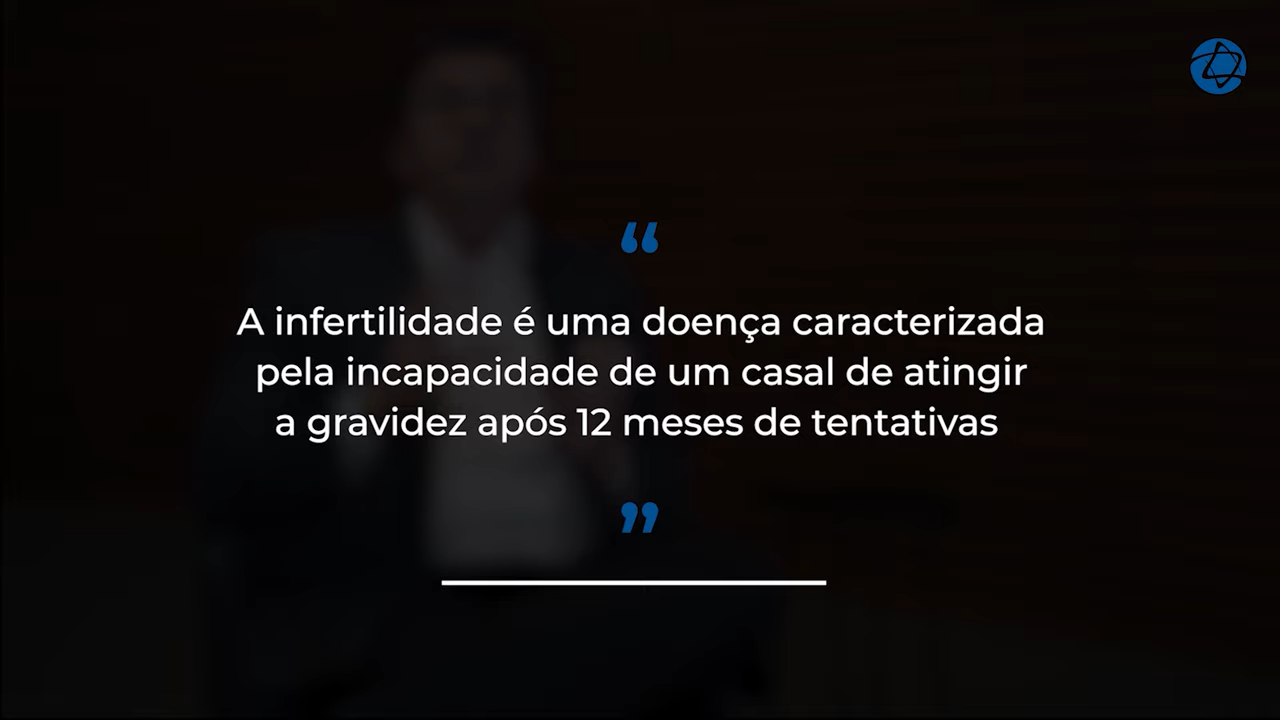 “
A infertilidade é uma doença caracterizada
pela incapacidade de um casal de atingir
a gravidez após 12 meses de tentativas
”